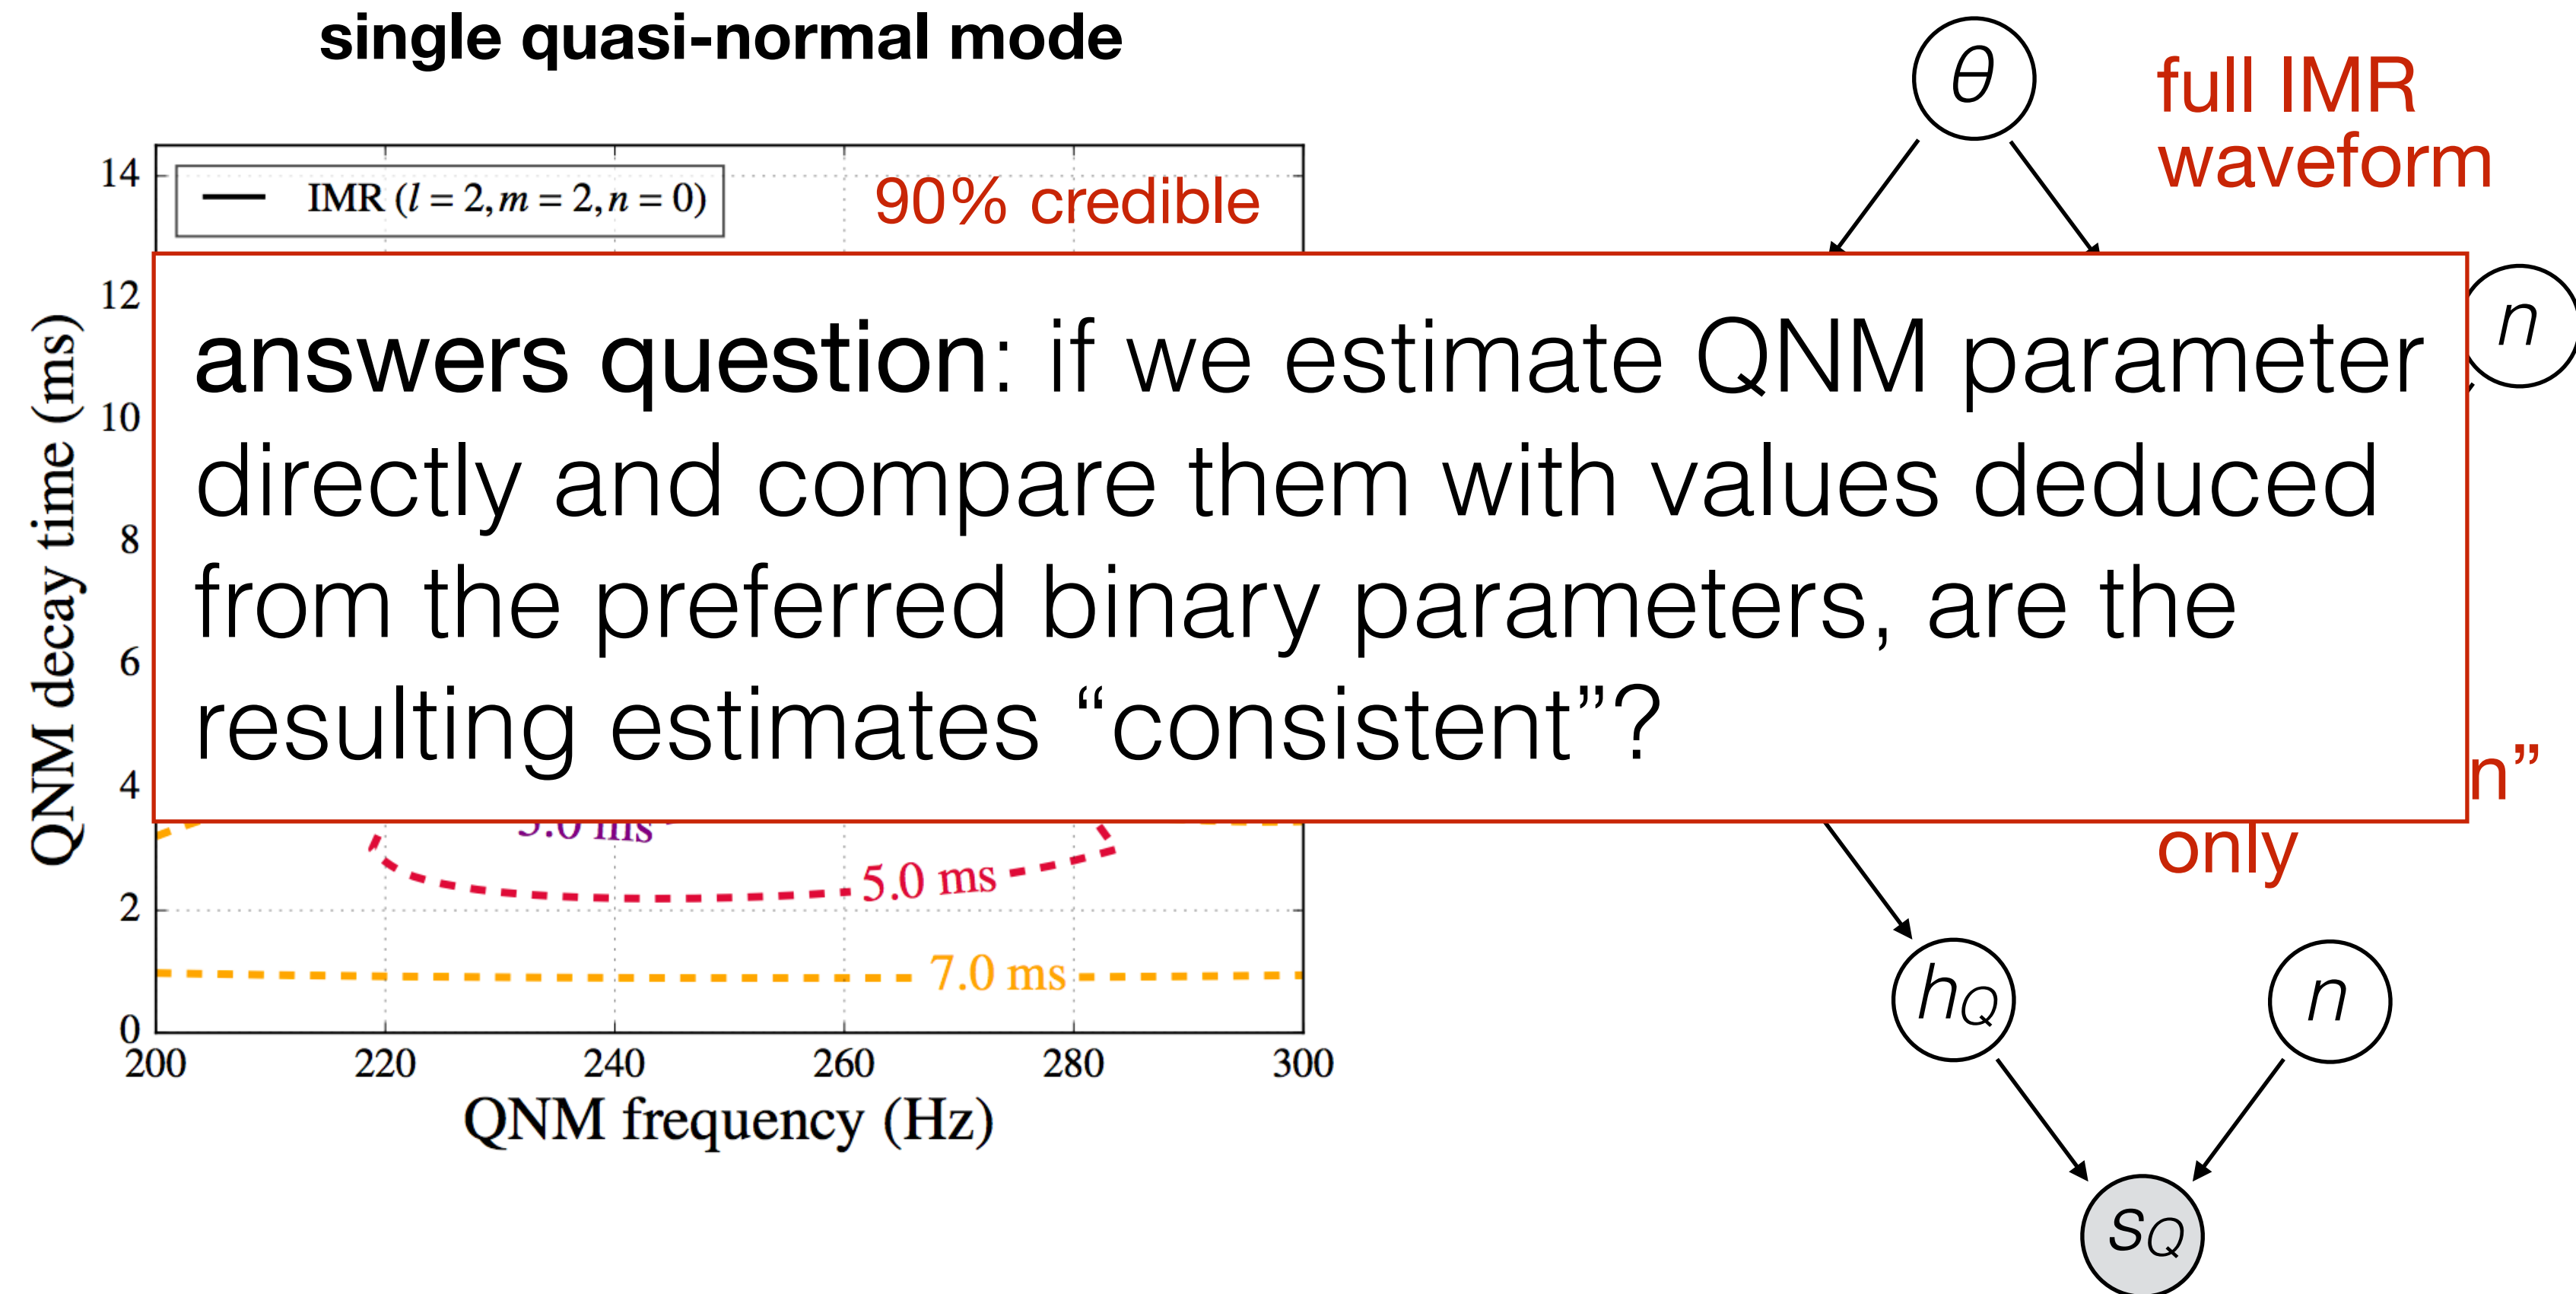 single quasi-normal mode
θ
full IMR
waveform
14
IMR (l = 2, m = 2, n = 0)
90% credible
12
10
8
6
4
2
0
QNM decay time (ms)
answers question: if we estimate QNM parameter
directly and compare them with values deduced
from the preferred binary parameters, are the
resulting estimates “consistent”?
n
n”
only
5.0 ms
7.0 ms
200
220
240
260
280
300
QNM frequency (Hz)
hQ
n
sQ